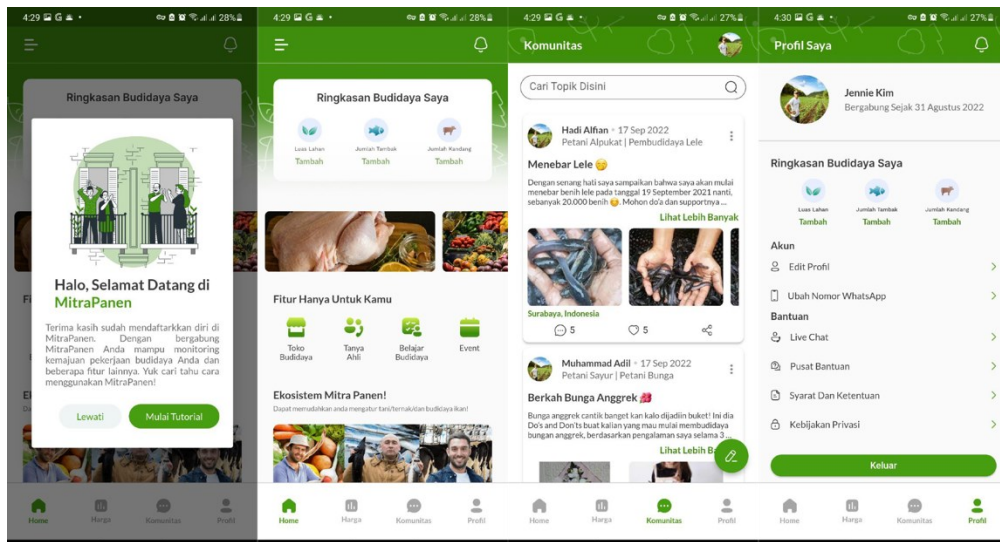 4:29
28%
Ringkasan Budidaya Saya
Halo, Selamat Datang di
MitraPanen
Terima kasih sudah mendaftarkkan diri di
MitraPanen. Dengan bergabung
MitraPanen Anda mampu monitoring
kemajuan pekerjaan budidaya Anda dan
beberapa fitur lainnya. Yuk cari tahu cara
menggunakan MitraPanen!
Lewati
Mulai Tutorial
Home
Harga
Komunitas
Profil
4:29
28%
Ringkasan Budidaya Saya
Luas Lahan
Jumlah Tambak
Jumlah Kandang
Tambah
Tambah
Tambah
Fitur Hanya Untuk Kamu
Toko
Budidaya
Tanya
Ahli
Belajar
Budidaya
Event
Ekosistem Mitra Panen!
Dapat memudahkan anda mengatur tani/ternak/dan budidaya ikan!
Home
Harga
Komunitas
Profil
4:29
27%
Komunitas
Cari Topik Disini
Hadi Alfian • 17 Sep 2022
Petani Alpukat | Pembudidaya Lele
Menebar Lele
Dengan senang hati saya sampaikan bahwa saya akan mulai
menebar benih lele pada tanggal 19 September 2021 nanti,
sebanyak 20.000 benih. Mohon do'a dan supportnya ...
Lihat Lebih Banyak
Surabaya, Indonesia
5
5
Muhammad Adil • 17 Sep 2022
Petani Sayur | Petani Bunga
Berkah Bunga Anggrek
Bunga anggrek cantik banget kan kalo dijadiin buket! Ini dia
Do's and Don'ts buat kalian yang mau mulai membudidaya
bungan anggrek, berdasarkan pengalaman saya selama 3 ...
Lihat Lebih B
Home
Harga
Komunitas
Profil
4:30
27%
Profil Saya
Jennie Kim
Bergabung Sejak 31 Agustus 2022
Ringkasan Budidaya Saya
Luas Lahan
Jumlah Tambak
Jumlah Kandang
Tambah
Tambah
Tambah
Akun
Edit Profil
Ubah Nomor WhatsApp
Bantuan
Live Chat
Pusat Bantuan
Syarat Dan Ketentuan
Kebijakan Privasi
Keluar
Home
Harga
Komunitas
Profil